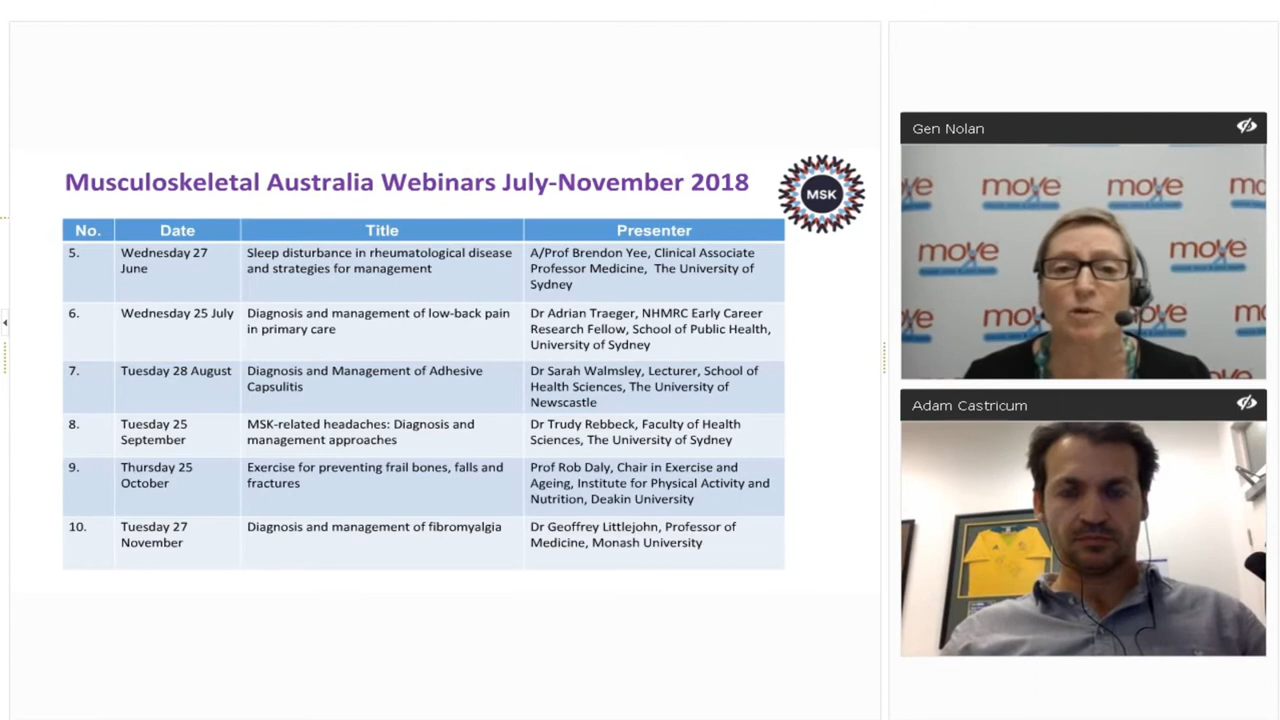 Musculoskeletal Australia Webinars July-November 2018
MSK
No. Date Title Presenter
5. Wednesday 27 June Sleep disturbance in rheumatological disease and strategies for management A/Prof Brendon Yee, Clinical Associate Professor Medicine, The University of Sydney
6. Wednesday 25 July Diagnosis and management of low-back pain in primary care Dr Adrian Traeger, NHMRC Early Career Research Fellow, School of Public Health, University of Sydney
7. Tuesday 28 August Diagnosis and Management of Adhesive Capsulitis Dr Sarah Walmsley, Lecturer, School of Health Sciences, The University of Newcastle
8. Tuesday 25 September MSK-related headaches: Diagnosis and management approaches Dr Trudy Rebbeck, Faculty of Health Sciences, The University of Sydney
9. Thursday 25 October Exercise for preventing frail bones, falls and fractures Prof Rob Daly, Chair in Exercise and Ageing, Institute for Physical Activity and Nutrition, Deakin University
10. Tuesday 27 November Diagnosis and management of fibromyalgia Dr Geoffrey Littlejohn, Professor of Medicine, Monash University
Gen Nolan
move move
move move
Adam Castricum